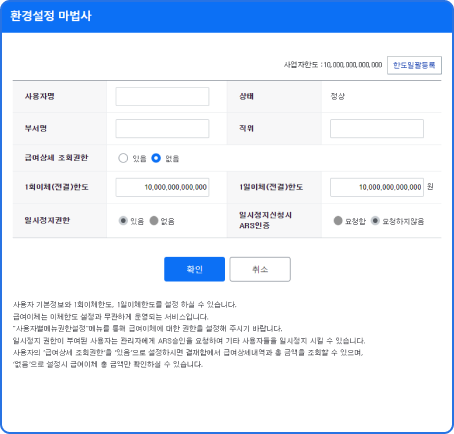 환경설정 마법사
사업자한도 : 10,000,000,000,000 한도일괄등록
사용자명 상태 정상
부서명 직위
급여상세 조회권한 있음 없음
1회이체(전결)한도 10,000,000,000,000 1일이체(전결)한도 10,000,000,000,000 원
일시정지권한 있음 없음 일시정지신청시 ARS인증 요청함 요청하지않음
확인 취소
사용자 기본정보와 1회이체한도, 1일이체한도를 설정 하실 수 있습니다.
급여이체는 이체한도 설정과 무관하게 운영되는 서비스입니다.
"사용자별메뉴권한설정"메뉴를 통해 급여이체에 대한 권한을 설정해 주시기 바랍니다.
일시정지 권한이 부여된 사용자는 관리자에게 ARS승인을 요청하여 기타 사용자들을 일시정지 시킬 수 있습니다.
사용자의 '급여상세 조회권한'을 '있음'으로 설정하시면 결재함에서 급여상세내역과 총 금액을 조회할 수 있으며,
'없음'으로 설정시 급여이체 총 금액만 확인하실 수 있습니다.